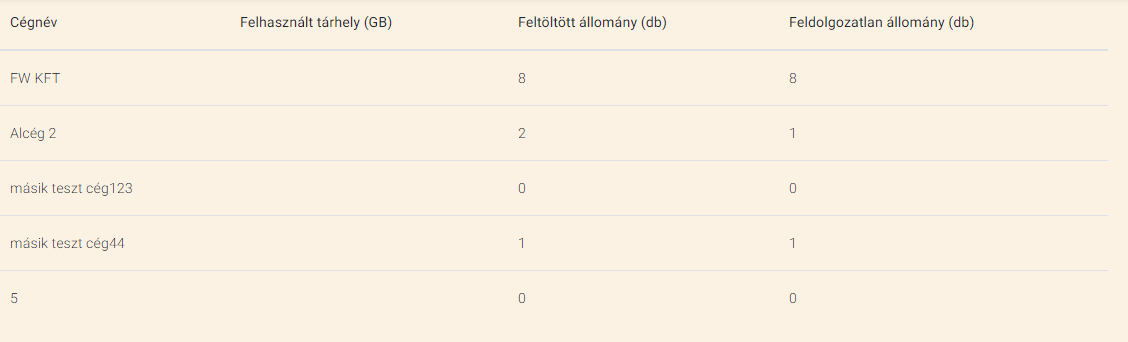 Cégnév Felhasznált tárhely (GB) Feltöltött állomány (db) Feldolgozatlan állomány (db)
FW KFT 8 8
Alcég 2 2 1
másik teszt cég123 0 0
másik teszt cég44 1 1
5 0 0